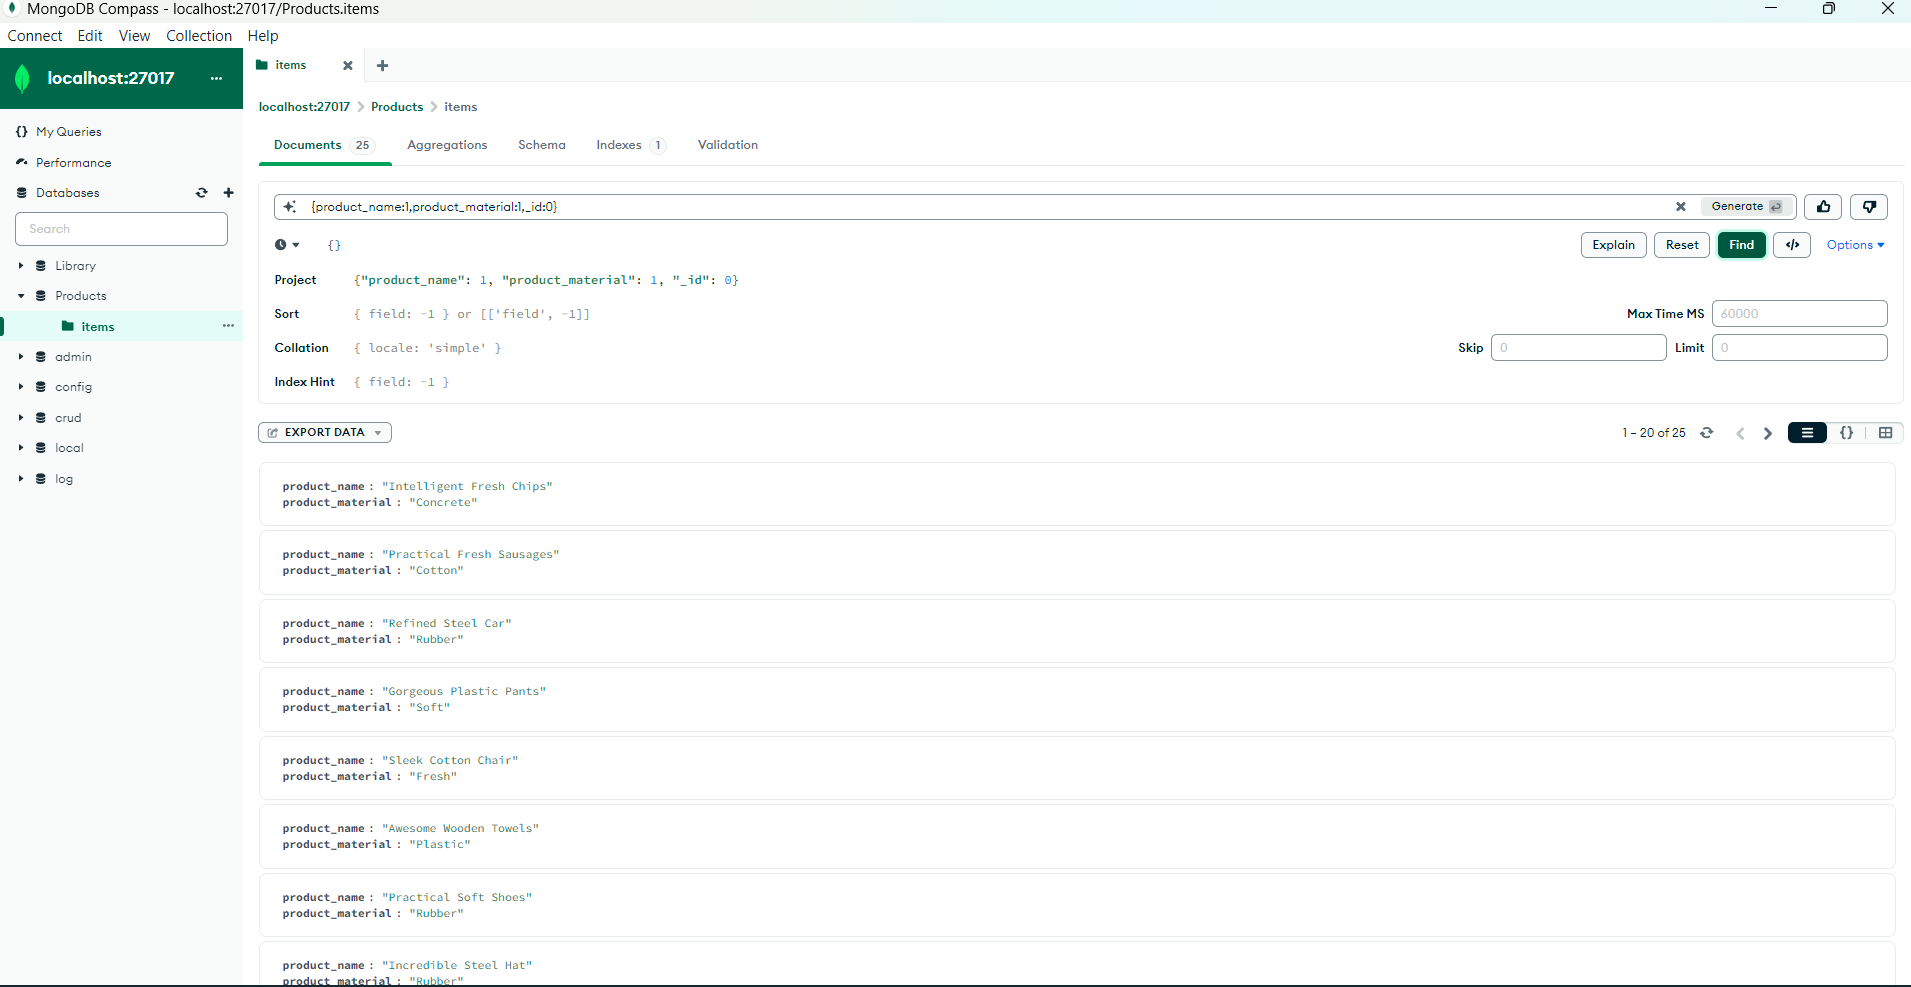 MongoDB Compass - localhost:27017/Products.items
Connect Edit View Collection Help
localhost:27017 ...
{} My Queries
Performance
Databases
Search
Library
Products
items ...
admin
config
crud
local
log
items
localhost:27017 > Products > items
Documents 25 Aggregations Schema Indexes 1 Validation
{product_name:1,product_material:1,_id:0} Generate
{} Explain Reset Find </> Options
Project {"product_name": 1, "product_material": 1, "_id": 0}
Sort { field: -1 } or [['field', -1]] Max Time MS 60000
Collation { locale: 'simple' } Skip 0 Limit 0
Index Hint { field: -1 }
EXPORT DATA 1 – 20 of 25 {}
product_name : "Intelligent Fresh Chips"
product_material : "Concrete"
product_name : "Practical Fresh Sausages"
product_material : "Cotton"
product_name : "Refined Steel Car"
product_material : "Rubber"
product_name : "Gorgeous Plastic Pants"
product_material : "Soft"
product_name : "Sleek Cotton Chair"
product_material : "Fresh"
product_name : "Awesome Wooden Towels"
product_material : "Plastic"
product_name : "Practical Soft Shoes"
product_material : "Rubber"
product_name : "Incredible Steel Hat"
product_material : "Rubber"